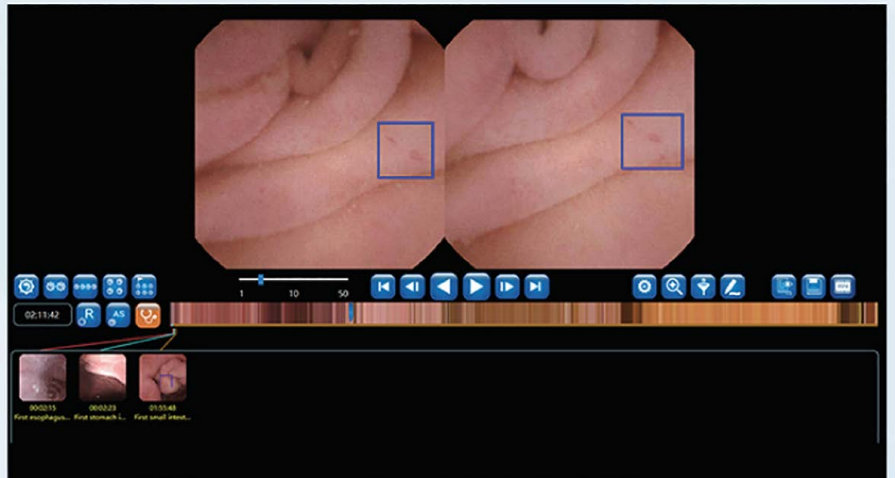 1 10 50
R AS
02:11:42
00:02:15 00:02:23 01:55:48
First esophagus... First stomach i... First small intest...